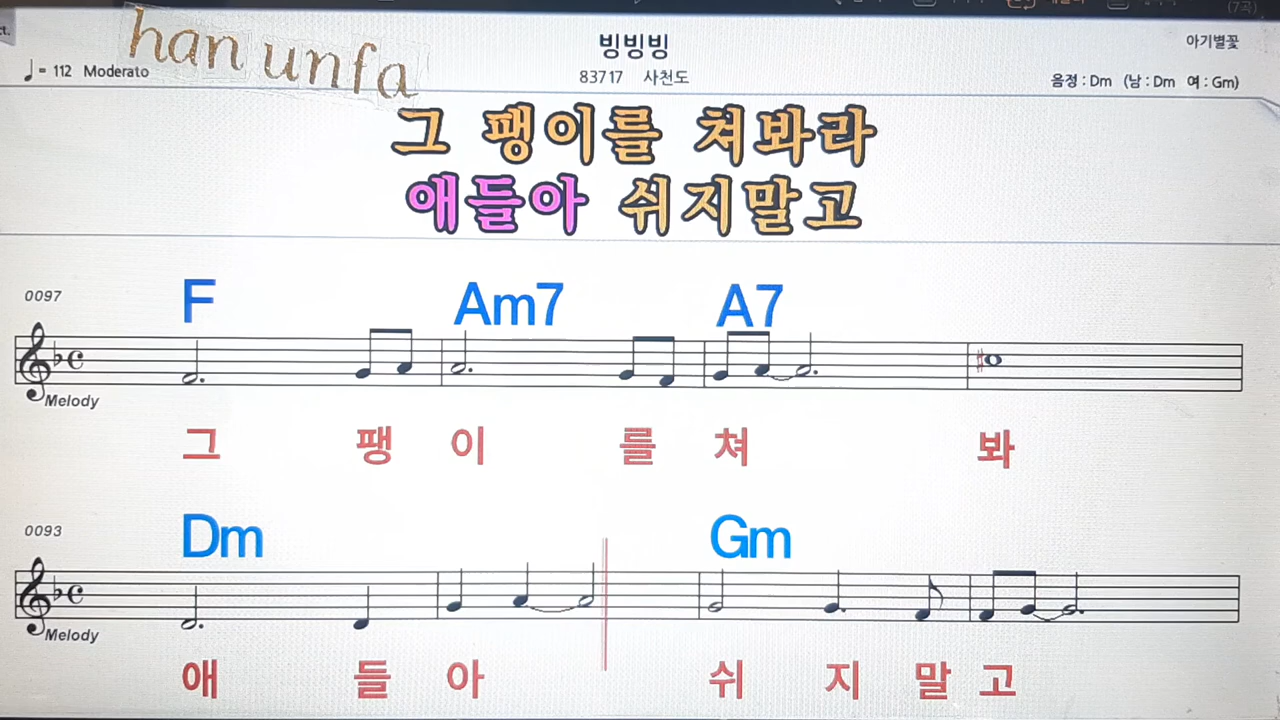 han unfa
빙빙빙
아기별꽃
= 112 Moderato
83717 사천도
음정 : Dm (남 : Dm 여 : Gm)
그 팽이를 쳐봐라
애들아 쉬지말고
0097
F Am7 A7
Melody
그 팽 이 를 쳐 봐
0093
Dm Gm
Melody
애 들 아 쉬 지 말 고